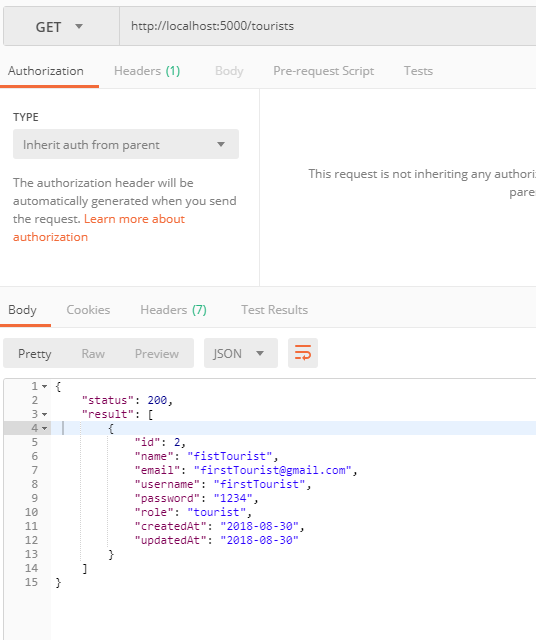 GET http://localhost:5000/tourists
Authorization Headers (1) Body Pre-request Script Tests
TYPE
Inherit auth from parent
The authorization header will be
automatically generated when you send
the request. Learn more about
authorization
This request is not inheriting any authoriz
pare
Body Cookies Headers (7) Test Results
Pretty Raw Preview JSON
1 {
2 "status": 200,
3 "result": [
4 {
5 "id": 2,
6 "name": "fistTourist",
7 "email": "firstTourist@gmail.com",
8 "username": "firstTourist",
9 "password": "1234",
10 "role": "tourist",
11 "createdAt": "2018-08-30",
12 "updatedAt": "2018-08-30"
13 }
14 ]
15 }